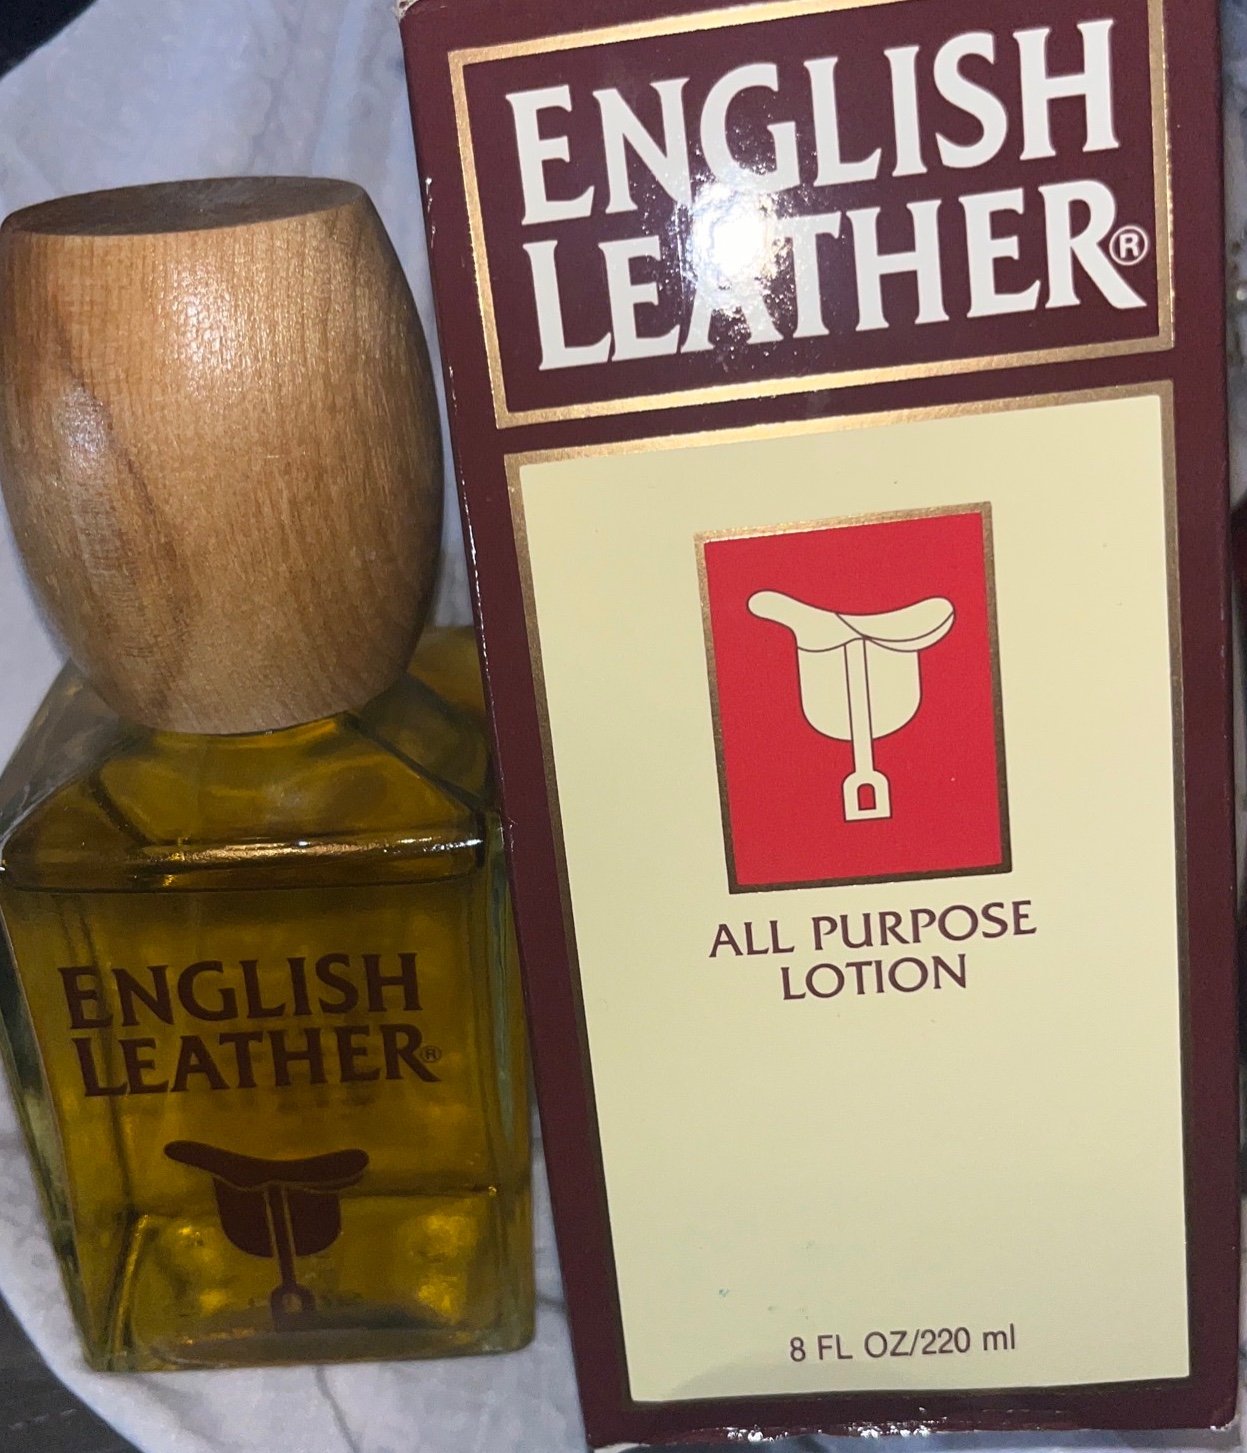 ENGLISH
LEATHER®
ALL PURPOSE
LOTION
8 FL OZ/220 ml
ENGLISH
LEATHER®